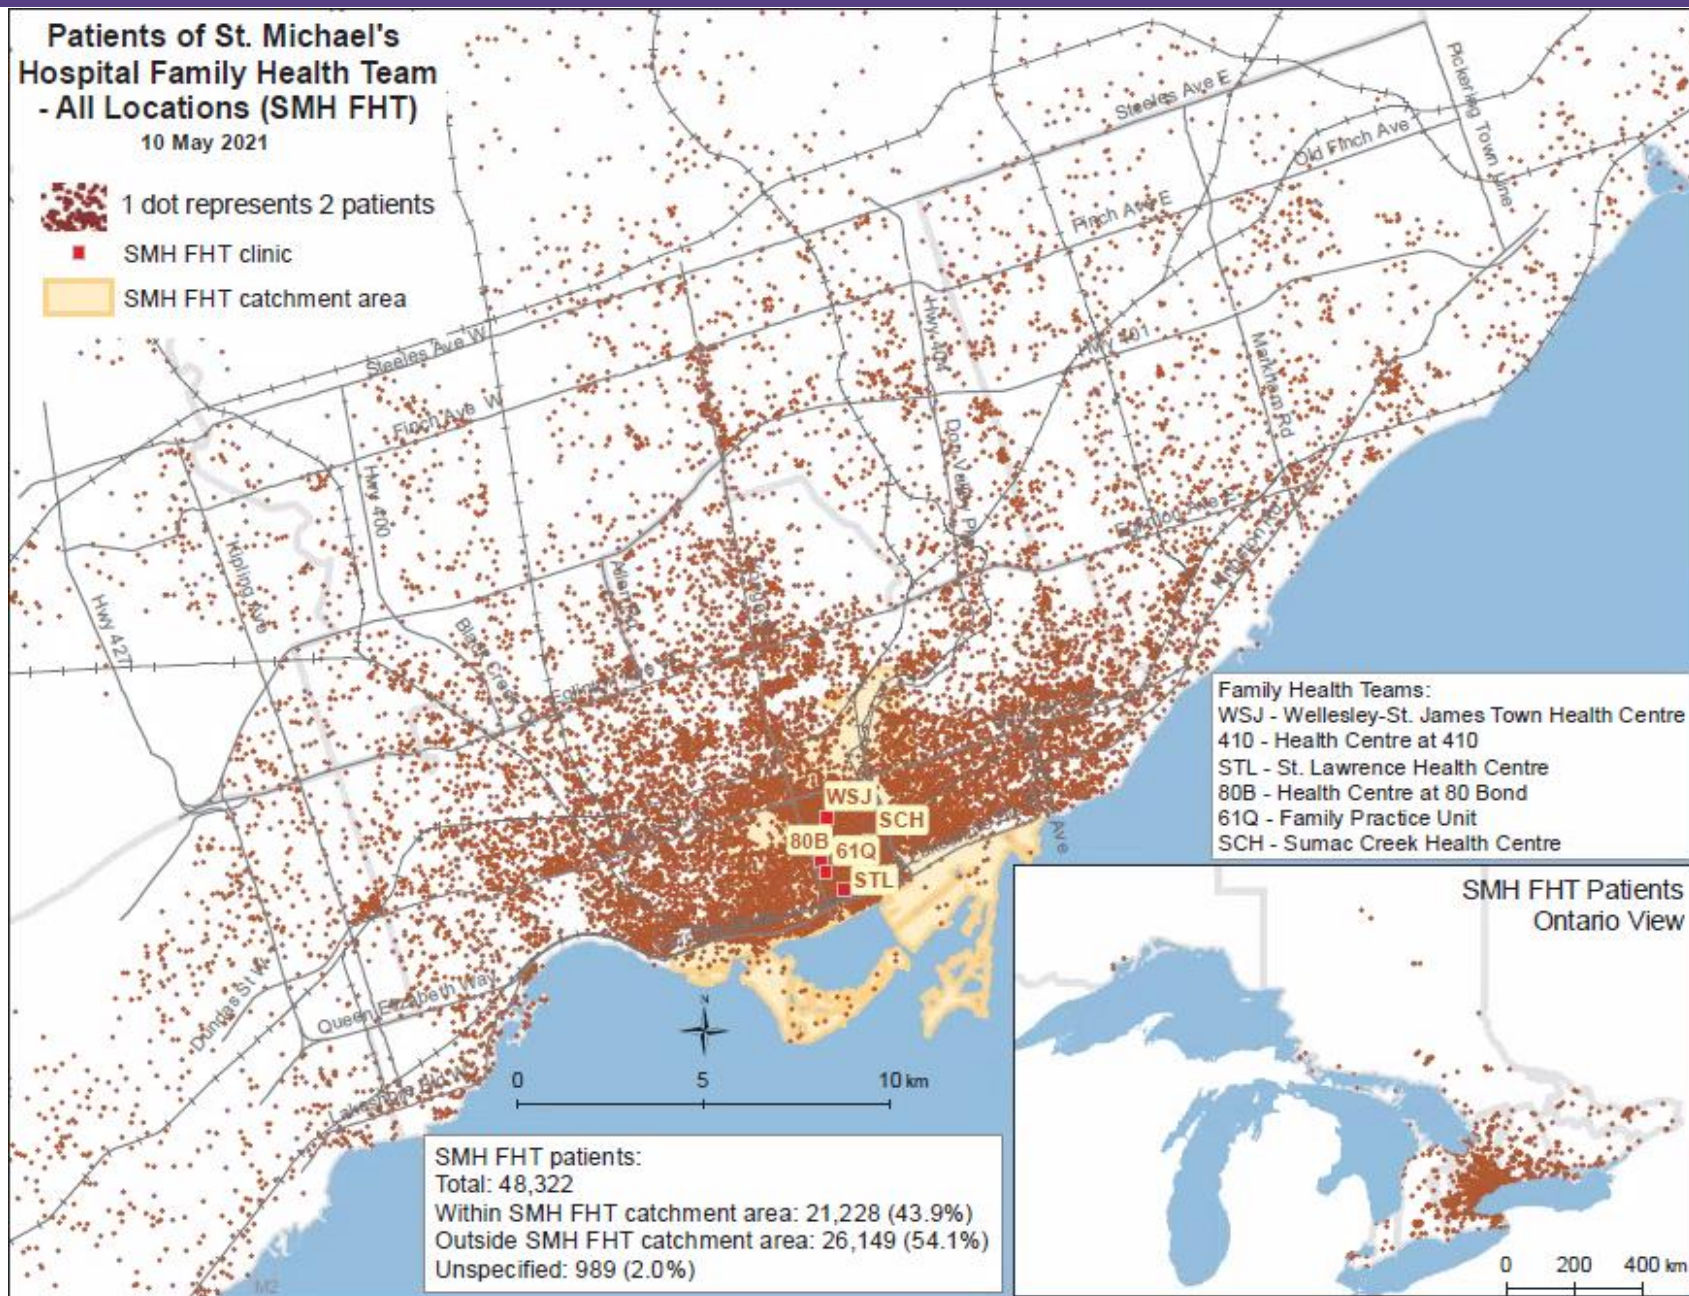 Patients of St. Michael's
Hospital Family Health Team
- All Locations (SMH FHT)
10 May 2021
1 dot represents 2 patients
SMH FHT clinic
SMH FHT catchment area
Steeles Ave E
Pickering Town Line
Old Finch Ave
Finch Ave E
Steeles Ave W
Hwy 404
Hwy 401
Markham Rd
Finch Ave W
Hwy 400
Don Valley
Kipling Ave
Allen Rd
Eglinton Ave E
Hwy 427
Black Creek
Eglinton
WSJ
SCH
80B
61Q
STL
Ave
Dundas St W
Queen Elizabeth Way
Lakeshore Blvd W
N
0 5 10 km
Family Health Teams:
WSJ - Wellesley-St. James Town Health Centre
410 - Health Centre at 410
STL - St. Lawrence Health Centre
80B - Health Centre at 80 Bond
61Q - Family Practice Unit
SCH - Sumac Creek Health Centre
SMH FHT patients:
Total: 48,322
Within SMH FHT catchment area: 21,228 (43.9%)
Outside SMH FHT catchment area: 26,149 (54.1%)
Unspecified: 989 (2.0%)
SMH FHT Patients
Ontario View
0 200 400 km